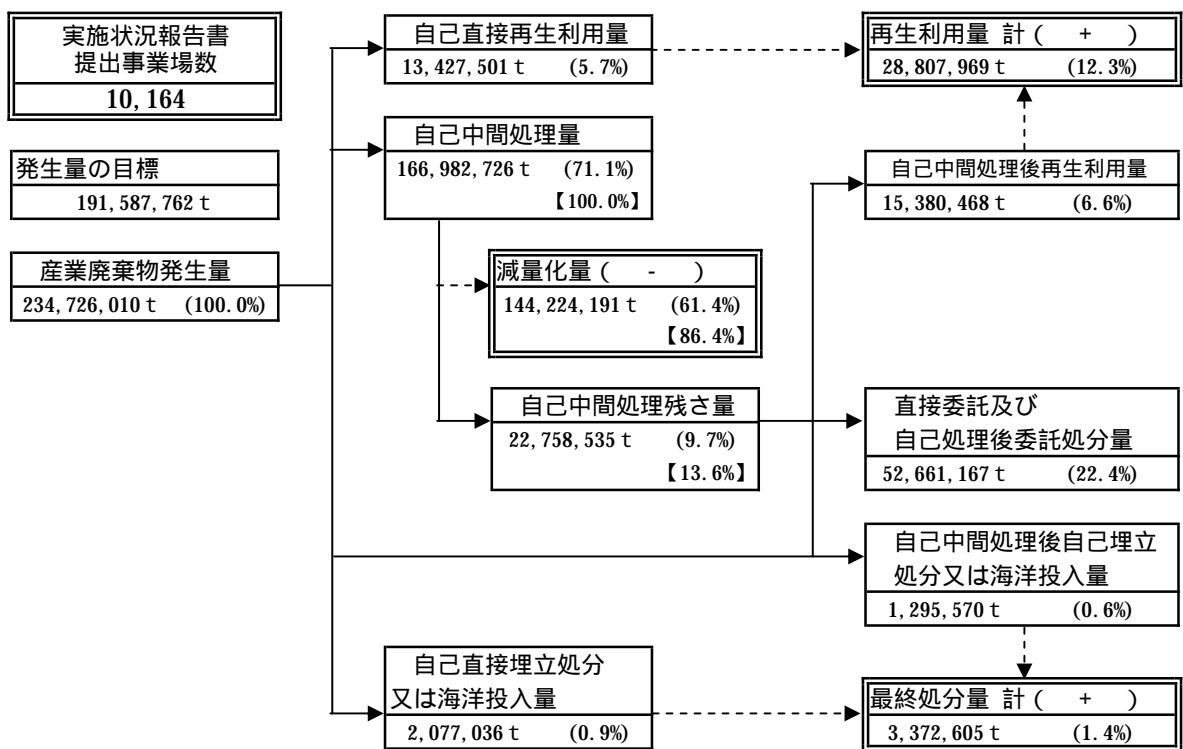 実施状況報告書
提出事業場数
10,164
発生量の目標
191,587,762 t
産業廃棄物発生量
234,726,010 t (100.0%)
自己直接再生利用量
13,427,501 t (5.7%)
自己中間処理量
166,982,726 t (71.1%)
【100.0%】
減量化量 ( - )
144,224,191 t (61.4%)
【86.4%】
自己中間処理残さ量
22,758,535 t (9.7%)
【13.6%】
自己直接埋立処分
又は海洋投入量
2,077,036 t (0.9%)
再生利用量 計 ( + )
28,807,969 t (12.3%)
自己中間処理後再生利用量
15,380,468 t (6.6%)
直接委託及び
自己処理後委託処分量
52,661,167 t (22.4%)
自己中間処理後自己埋立
処分又は海洋投入量
1,295,570 t (0.6%)
最終処分量 計 ( + )
3,372,605 t (1.4%)